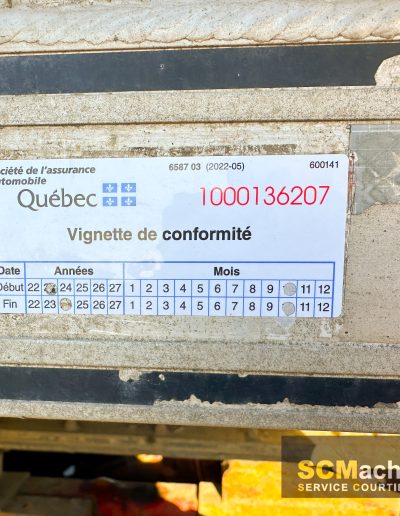 ociété de l'assurance
utomobile
Québec
6587 03 (2022-05)
600141
1000136207
Vignette de conformité
Date Années Mois
Début 22 24 25 26 27 1 2 3 4 5 6 7 8 9 11 12
Fin 22 23 25 26 27 1 2 3 4 5 6 7 8 9 11 12
SCMach
SERVICE COURTI